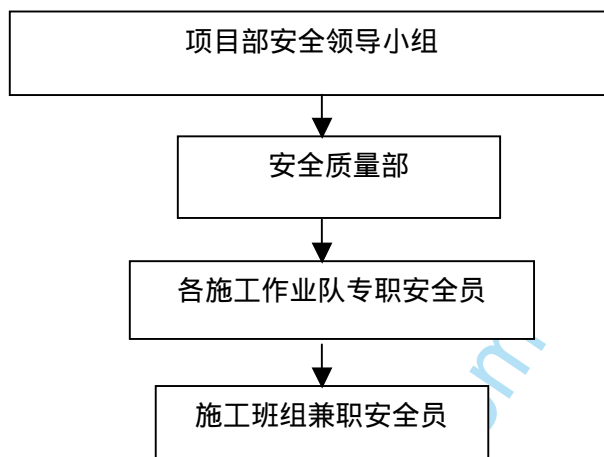 项目部安全领导小组
安全质量部
各施工作业队专职安全员
施工班组兼职安全员
om